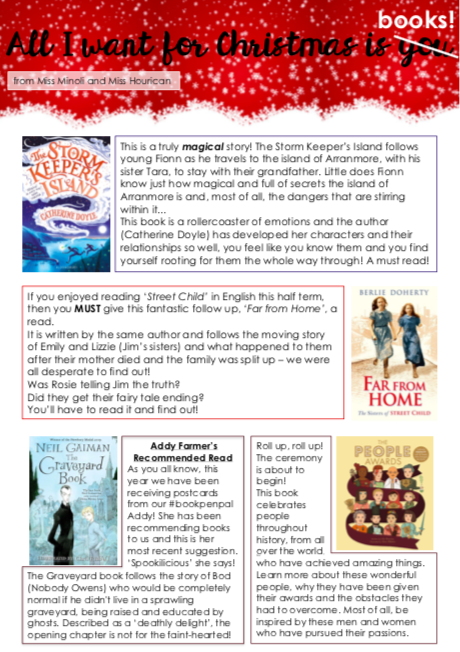 books!
All I want for Christmas is you
from Miss Minoli and Miss Hourican.
The STORM KEEPER'S ISLAND
CATHERINE DOYLE
This is a truly magical story! The Storm Keeper's Island follows
young Fionn as he travels to the island of Arranmore, with his
sister Tara, to stay with their grandfather. Little does Fionn
know just how magical and full of secrets the island of
Arranmore is and, most of all, the dangers that are stirring
within it...
This book is a rollercoaster of emotions and the author
(Catherine Doyle) has developed her characters and their
relationships so well, you feel like you know them and you find
yourself rooting for them the whole way through! A must read!
If you enjoyed reading 'Street Child' in English this half term,
then you MUST give this fantastic follow up, 'Far from Home', a
read.
It is written by the same author and follows the moving story
of Emily and Lizzie (Jim's sisters) and what happened to them
after their mother died and the family was split up – we were
all desperate to find out!
Was Rosie telling Jim the truth?
Did they get their fairy tale ending?
You'll have to read it and find out!
BERLIE DOHERTY
FAR FROM
HOME
The Sisters of STREET CHILD
NEIL GAIMAN
The
Graveyard
Book
Addy Farmer's
Recommended Read
As you all know, this
year we have been
receiving postcards
from our #bookpenpal
Addy! She has been
recommending books
to us and this is her
most recent suggestion.
'Spookilicious' she says!
The Graveyard book follows the story of Bod
(Nobody Owens) who would be completely
normal if he didn't live in a sprawling
graveyard, being raised and educated by
ghosts. Described as a 'deathly delight', the
opening chapter is not for the faint-hearted!
Roll up, roll up!
The ceremony
is about to
begin!
This book
celebrates
people
throughout
history, from all
over the world,
who have achieved amazing things.
Learn more about these wonderful
people, why they have been given
their awards and the obstacles they
had to overcome. Most of all, be
inspired by these men and women
who have pursued their passions.
THE
PEOPLE
AWARDS